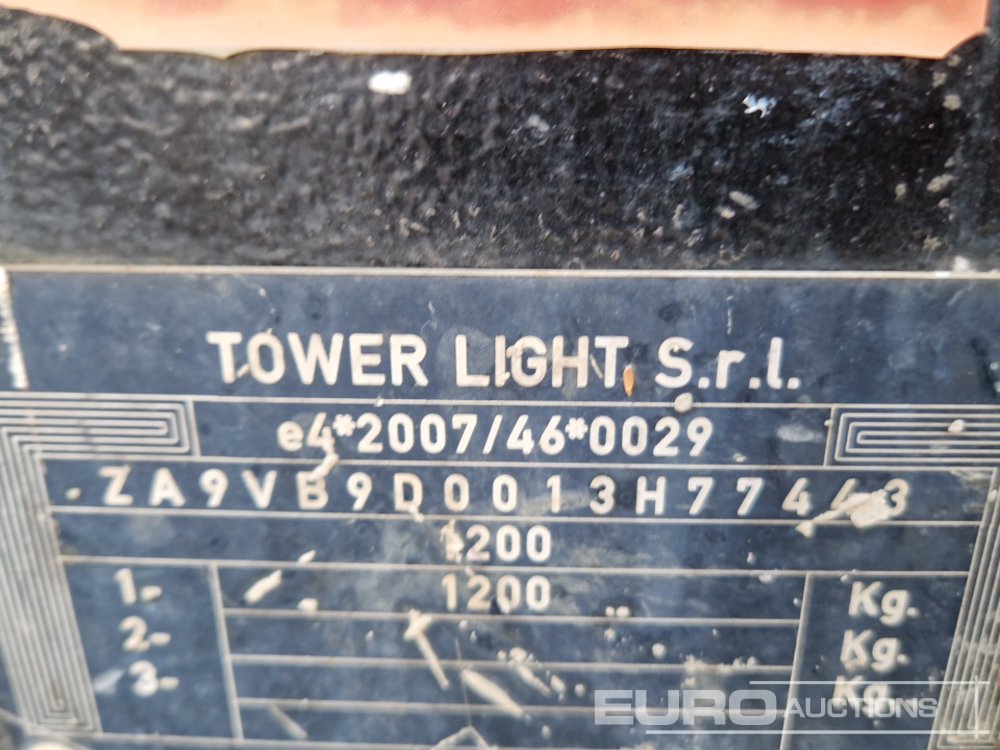 TOWER LIGHT S.r.l.
e4*2007/46*0029
ZA9VB9D0013H77443
1200
1- 1200 Kg.
2- Kg.
3- Kg.
EURO AUCTIONS